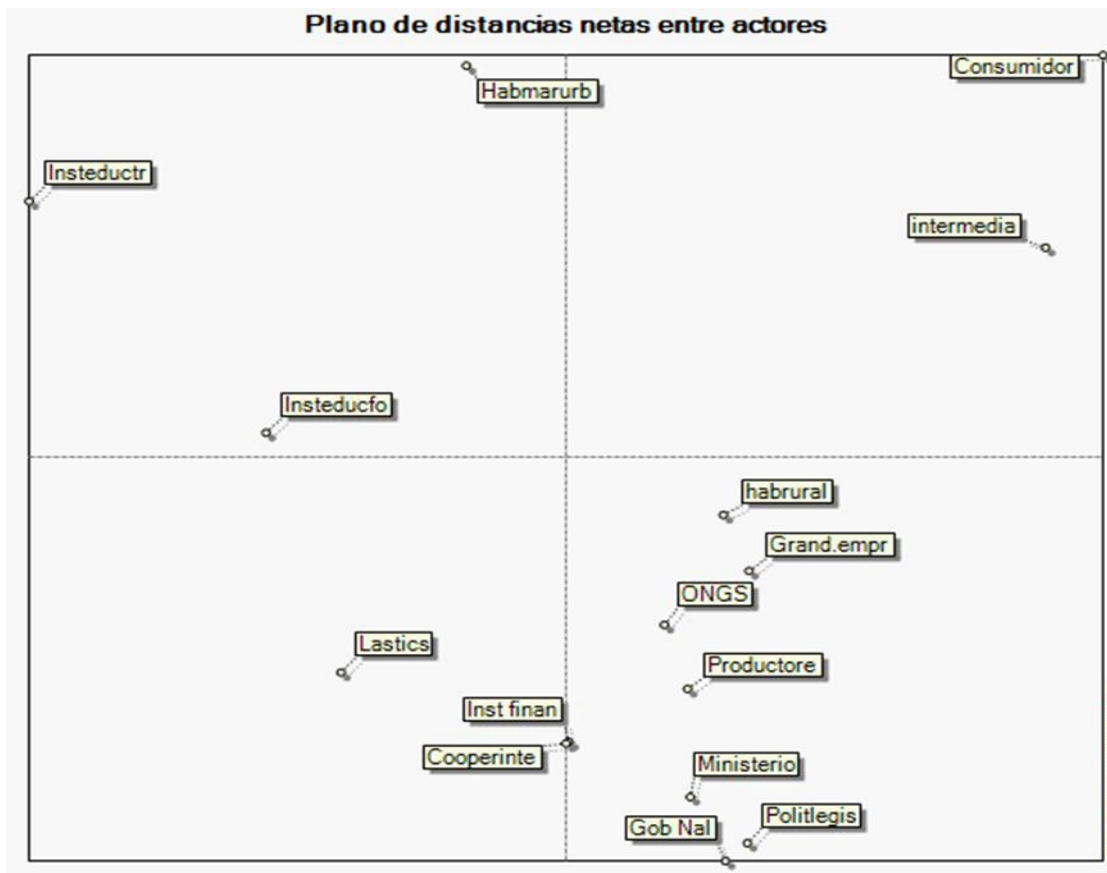 Plano de distancias netas entre actores
Consumidor
Habmarurb
Insteductr
intermedia
Insteducfo
habrural
Grand.empr
ONGS
Lastics
Productore
Inst finan
Cooperinte
Ministerio
Politlegis
Gob Nal